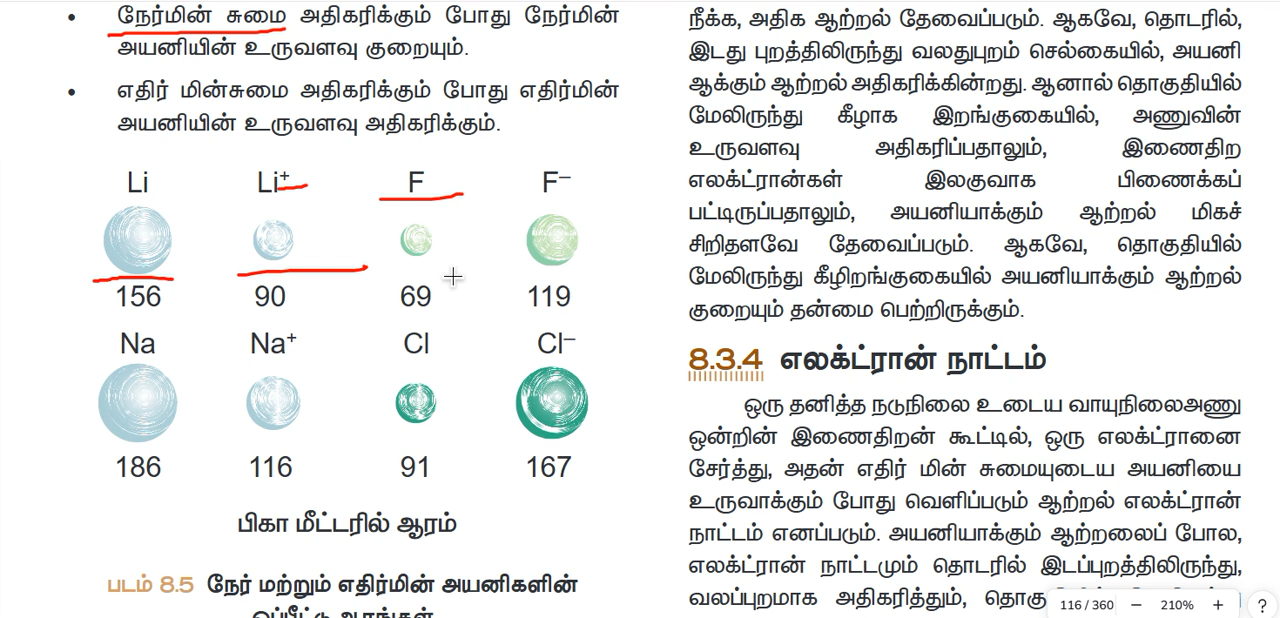 • நேர்மின் சுமை அதிகரிக்கும் போது நேர்மின்
அயனியின் உருவளவு குறையும்.
• எதிர் மின்சுமை அதிகரிக்கும் போது எதிர்மின்
அயனியின் உருவளவு அதிகரிக்கும்.
Li Li⁺ F F⁻
156 90 69 119
Na Na⁺ Cl Cl⁻
186 116 91 167
பிகா மீட்டரில் ஆரம்
படம் 8.5 நேர் மற்றும் எதிர்மின் அயனிகளின்
நீக்க, அதிக ஆற்றல் தேவைப்படும். ஆகவே, தொடரில்,
இடது புறத்திலிருந்து வலதுபுறம் செல்கையில், அயனி
ஆக்கும் ஆற்றல் அதிகரிக்கின்றது. ஆனால் தொகுதியில்
மேலிருந்து கீழாக இறங்குகையில், அணுவின்
உருவளவு அதிகரிப்பதாலும், இணைதிற
எலக்ட்ரான்கள் இலகுவாக பிணைக்கப்
பட்டிருப்பதாலும், அயனியாக்கும் ஆற்றல் மிகச்
சிறிதளவே தேவைப்படும். ஆகவே, தொகுதியில்
மேலிருந்து கீழிறங்குகையில் அயனியாக்கும் ஆற்றல்
குறையும் தன்மை பெற்றிருக்கும்.
8.3.4 எலக்ட்ரான் நாட்டம்
ஒரு தனித்த நடுநிலை உடைய வாயுநிலைஅணு
ஒன்றின் இணைதிறன் கூட்டில், ஒரு எலக்ட்ரானை
சேர்த்து, அதன் எதிர் மின் சுமையுடைய அயனியை
உருவாக்கும் போது வெளிப்படும் ஆற்றல் எலக்ட்ரான்
நாட்டம் எனப்படும். அயனியாக்கும் ஆற்றலைப் போல,
எலக்ட்ரான் நாட்டமும் தொடரில் இடப்புறத்திலிருந்து,
வலப்புறமாக அதிகரித்தும்,
116 / 360 − 210% + ?